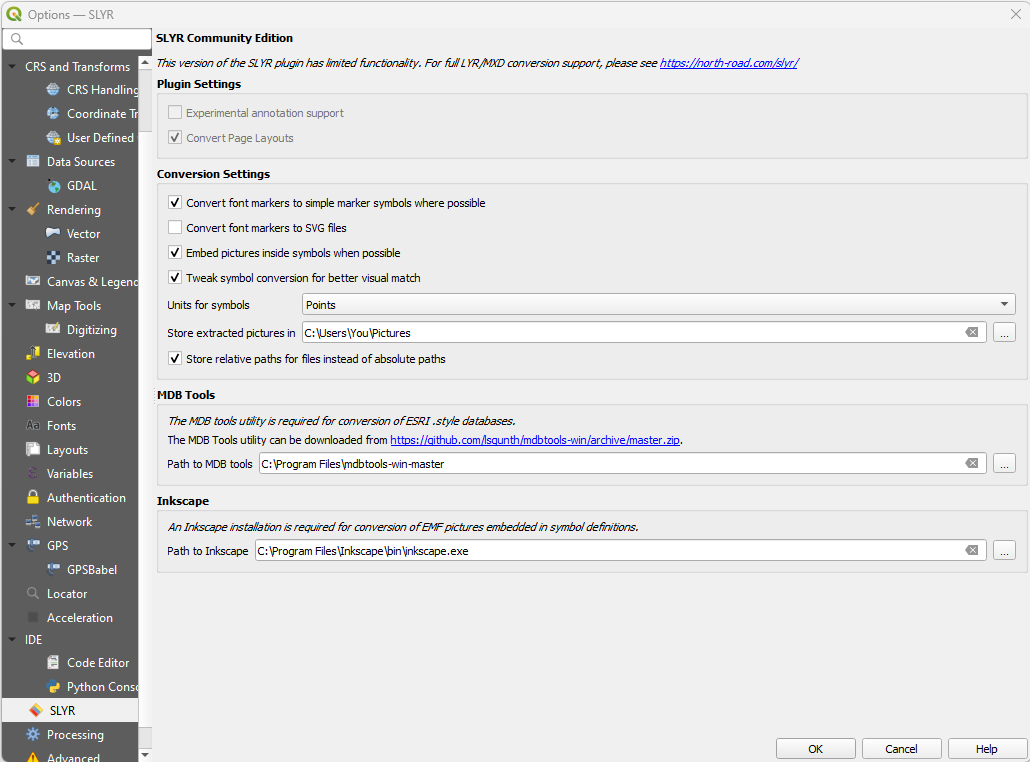 Options — SLYR
SLYR Community Edition
This version of the SLYR plugin has limited functionality. For full LYR/MXD conversion support, please see https://north-road.com/slyr/
Plugin Settings
Experimental annotation support
Convert Page Layouts
Conversion Settings
Convert font markers to simple marker symbols where possible
Convert font markers to SVG files
Embed pictures inside symbols when possible
Tweak symbol conversion for better visual match
Units for symbols Points
Store extracted pictures in C:\Users\You\Pictures ...
Store relative paths for files instead of absolute paths
MDB Tools
The MDB tools utility is required for conversion of ESRI .style databases.
The MDB Tools utility can be downloaded from https://github.com/lsgunth/mdbtools-win/archive/master.zip.
Path to MDB tools C:\Program Files\mdbtools-win-master ...
Inkscape
An Inkscape installation is required for conversion of EMF pictures embedded in symbol definitions.
Path to Inkscape C:\Program Files\Inkscape\bin\inkscape.exe ...
CRS and Transforms
CRS Handling
Coordinate Tr
User Defined
Data Sources
GDAL
Rendering
Vector
Raster
Canvas & Legend
Map Tools
Digitizing
Elevation
3D
Colors
Aa Fonts
Layouts
Variables
Authentication
Network
GPS
GPSBabel
Locator
Acceleration
IDE
Code Editor
Python Conso
SLYR
Processing
Advanced
OK Cancel Help